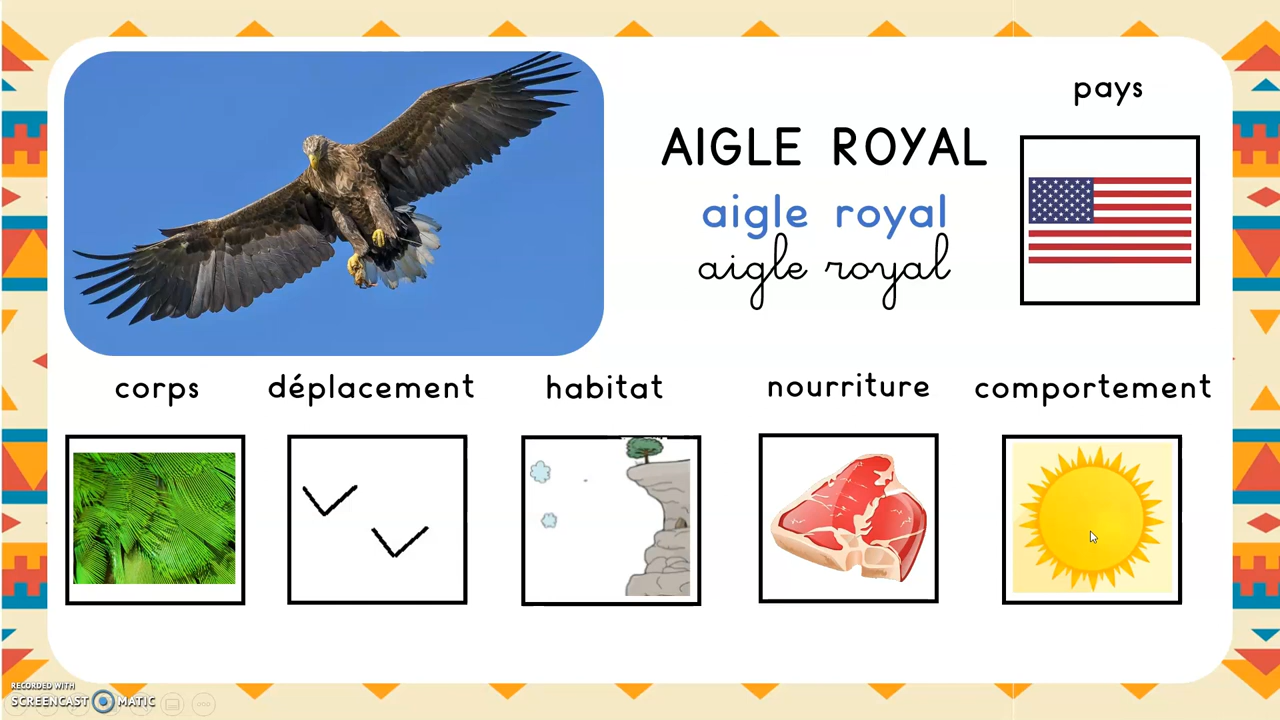 pays
AIGLE ROYAL
aigle royal
aigle royal
corps déplacement habitat nourriture comportement
RECORDED WITH
SCREENCAST MATIC